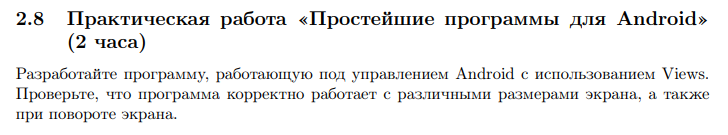 2.8 Практическая работа «Простейшие программы для Android»
(2 часа)
Разработайте программу, работающую под управлением Android с использованием Views.
Проверьте, что программа корректно работает с различными размерами экрана, а также
при повороте экрана.